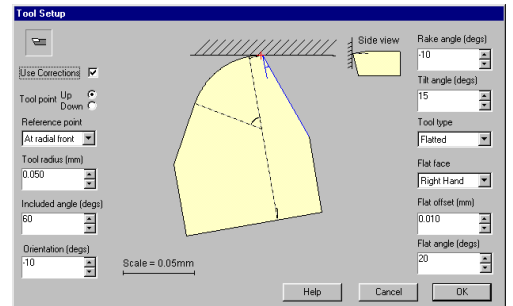 Tool Setup
Use Corrections
Tool point Up
Down
Reference point
At radial front
Tool radius (mm)
0.050
Included angle (degs)
60
Orientation (degs)
-10
Scale = 0.05mm
Side view
Rake angle (degs)
-10
Tilt angle (degs)
15
Tool type
Flatted
Flat face
Right Hand
Flat offset (mm)
0.010
Flat angle (degs)
20
Help
Cancel
OK